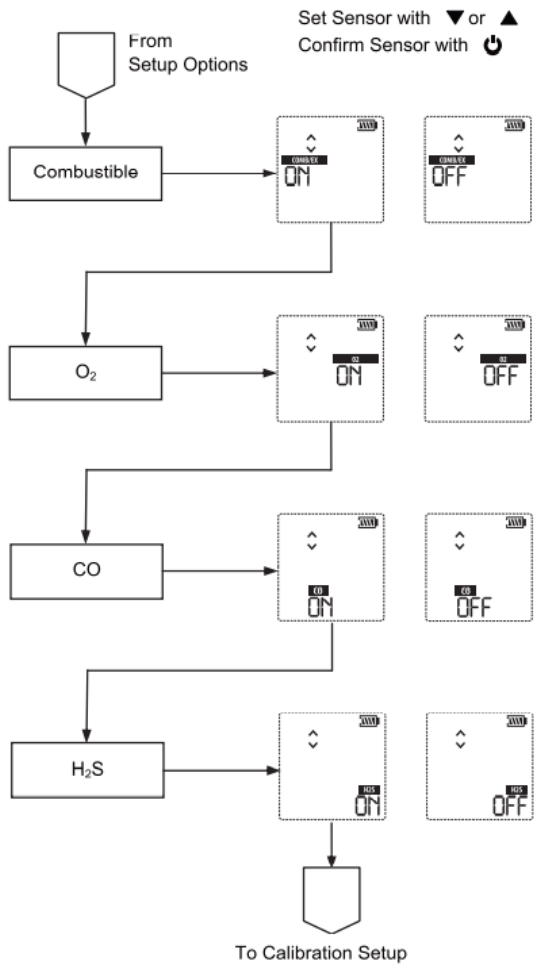 Set Sensor with ▼ or ▲
Confirm Sensor with ⏻
From
Setup Options
Combustible
COMB/EX
ON
COMB/EX
OFF
O₂
O2
ON
O2
OFF
CO
CO
ON
CO
OFF
H₂S
H2S
ON
H2S
OFF
To Calibration Setup